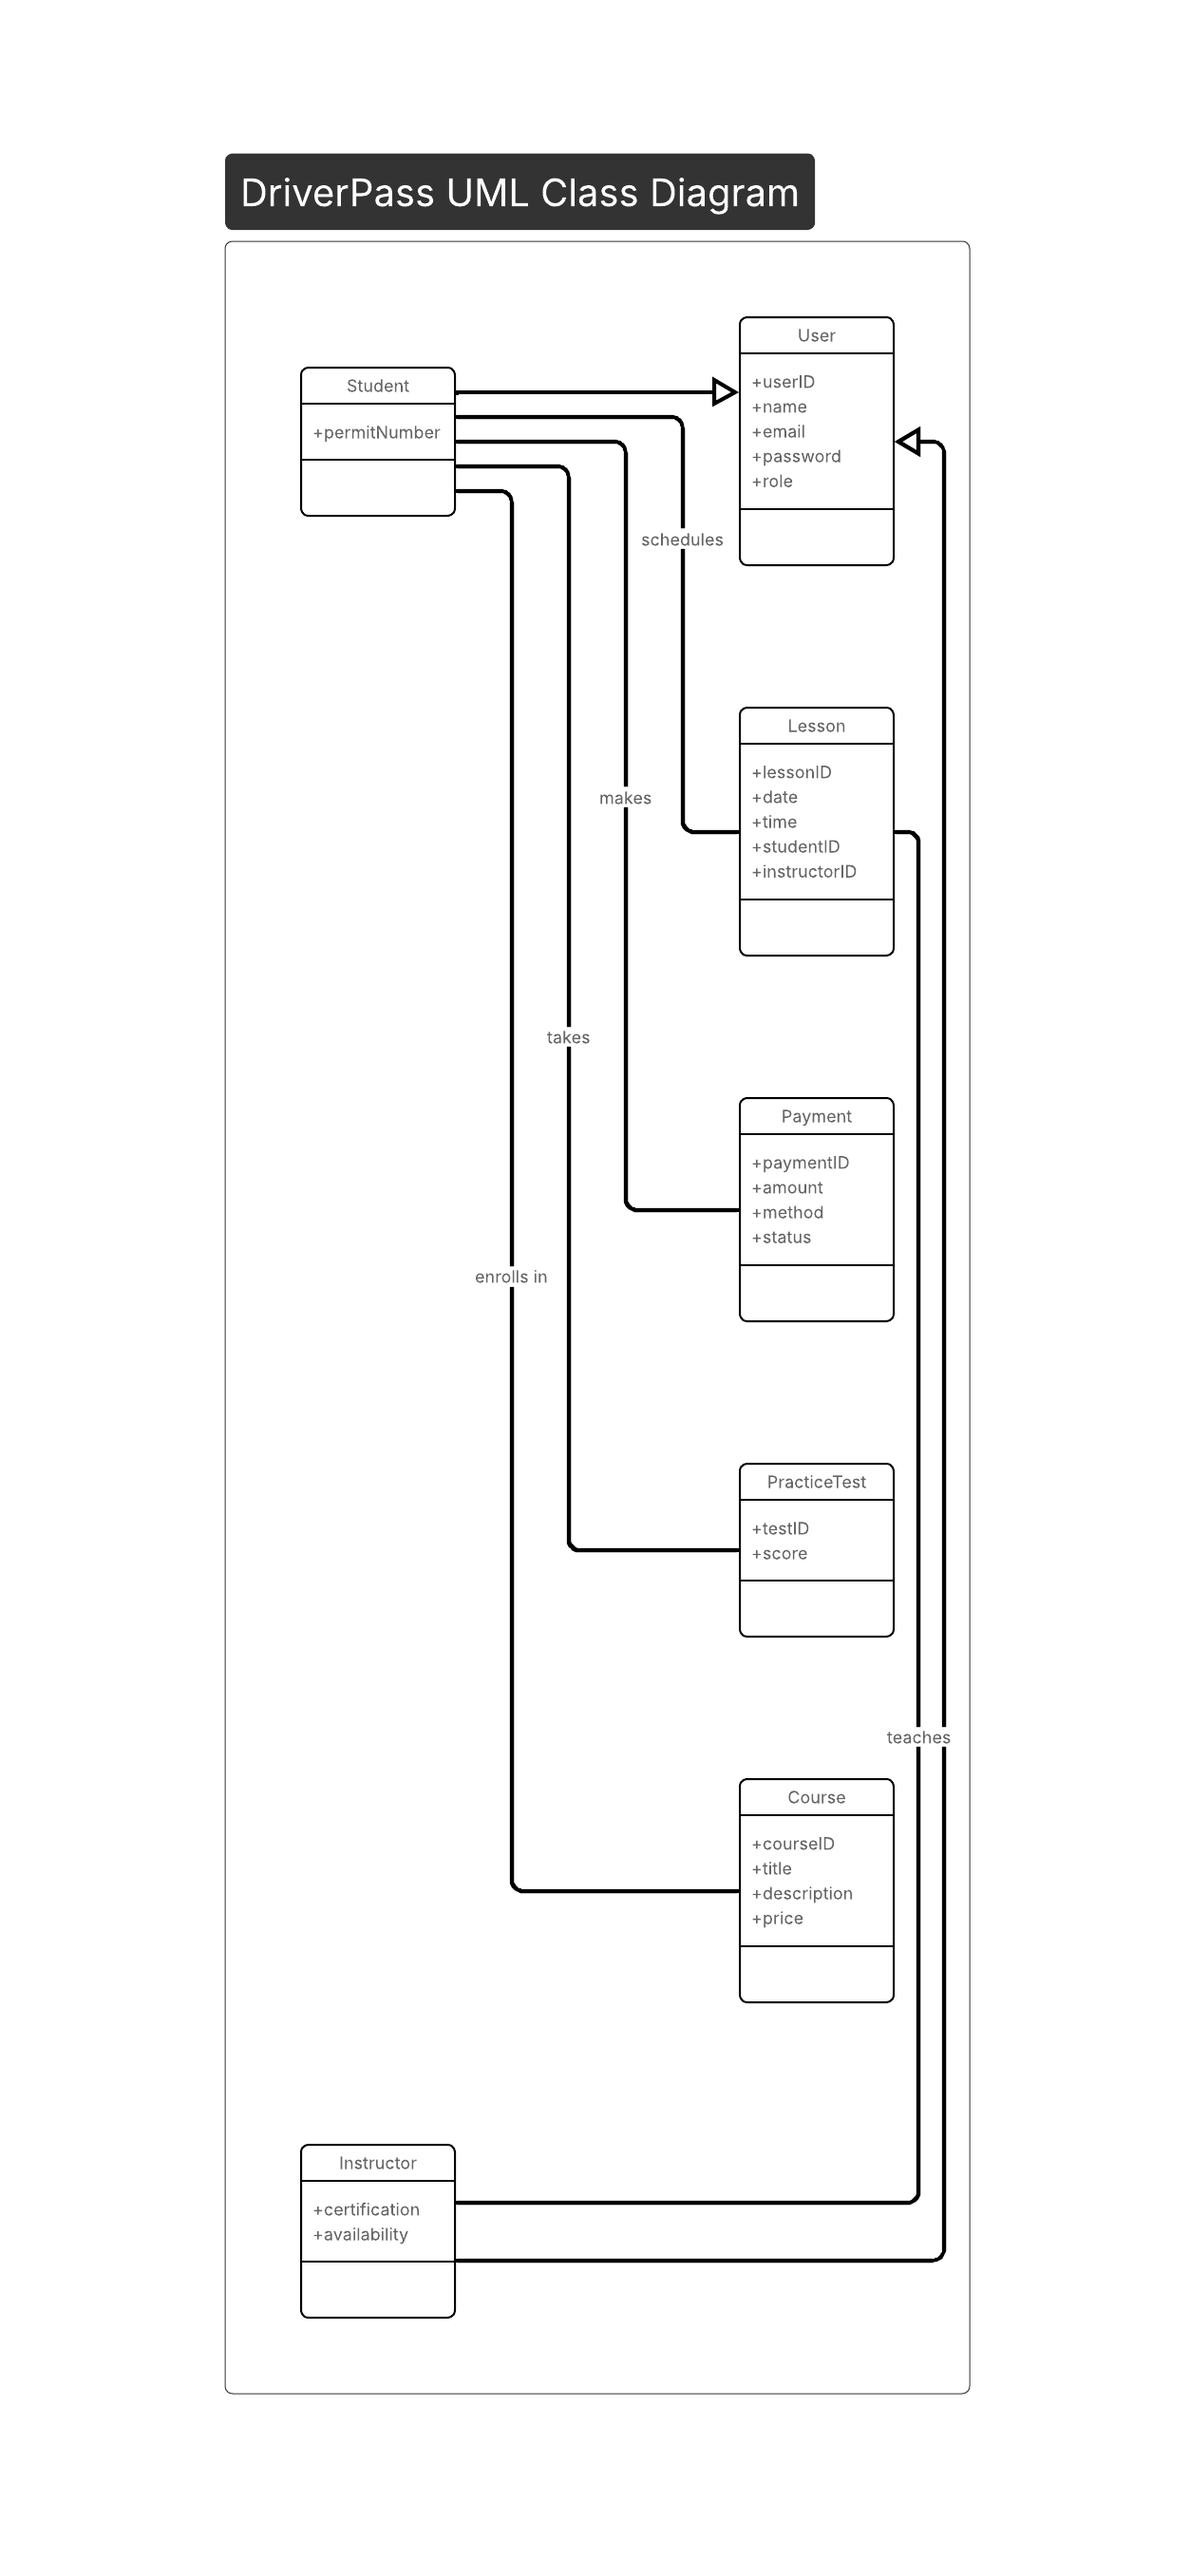 DriverPass UML Class Diagram
User
+userID
+name
+email
+password
+role
Student
+permitNumber
schedules
Lesson
+lessonID
+date
+time
+studentID
+instructorID
makes
takes
Payment
+paymentID
+amount
+method
+status
enrolls in
PracticeTest
+testID
+score
teaches
Course
+courseID
+title
+description
+price
Instructor
+certification
+availability